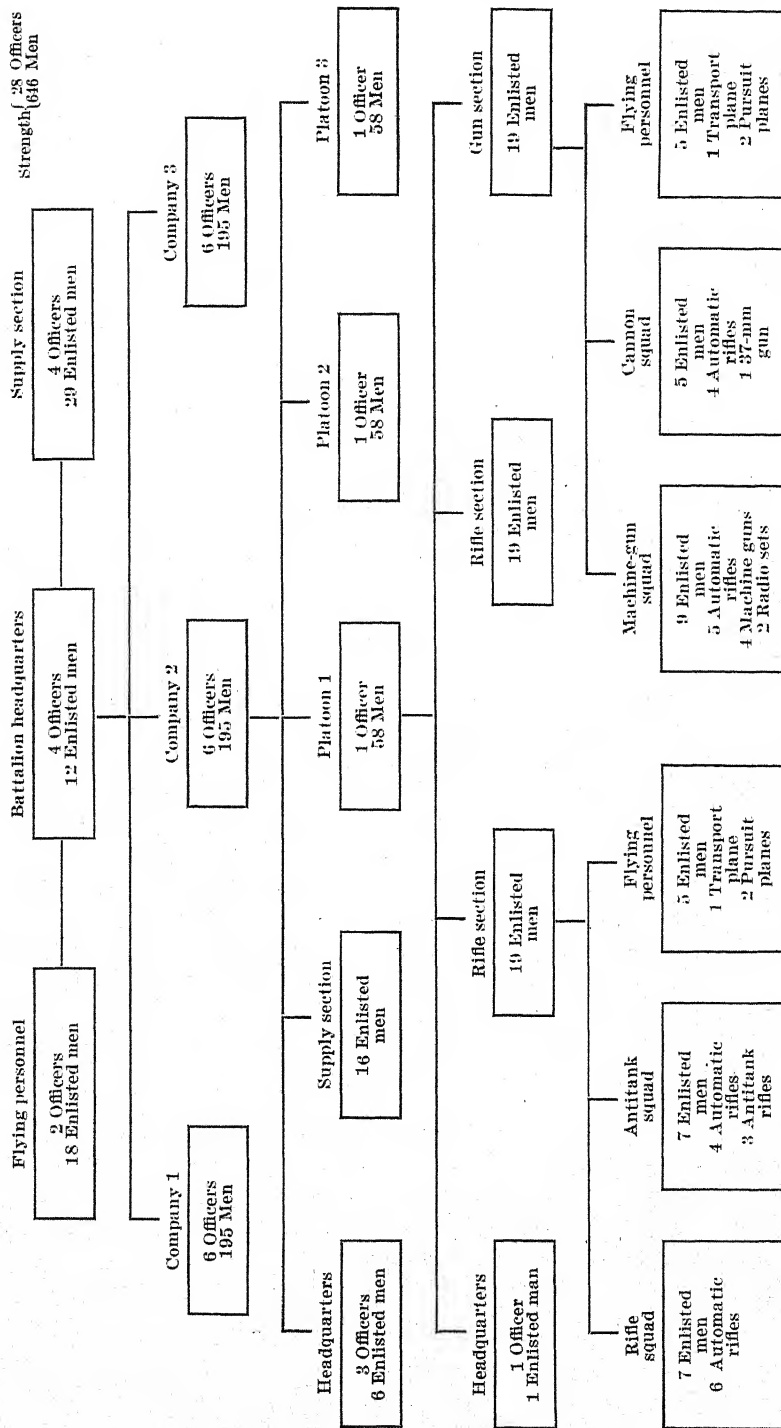 Strength { 28 Officers
646 Men
Flying personnel
2 Officers
18 Enlisted men
Battalion headquarters
4 Officers
12 Enlisted men
Supply section
4 Officers
29 Enlisted men
Company 1
6 Officers
195 Men
Company 2
6 Officers
195 Men
Company 3
6 Officers
195 Men
Headquarters
3 Officers
6 Enlisted men
Supply section
16 Enlisted
men
Platoon 1
1 Officer
58 Men
Platoon 2
1 Officer
58 Men
Platoon 3
1 Officer
58 Men
Headquarters
1 Officer
1 Enlisted man
Rifle section
19 Enlisted
men
Rifle section
19 Enlisted
men
Gun section
19 Enlisted
men
Rifle
squad
7 Enlisted
men
6 Automatic
rifles
Antitank
squad
7 Enlisted
men
4 Automatic
rifles
3 Antitank
rifles
Flying
personnel
5 Enlisted
men
1 Transport
plane
2 Pursuit
planes
Machine-gun
squad
9 Enlisted
men
5 Automatic
rifles
4 Machine guns
2 Radio sets
Cannon
squad
5 Enlisted
men
4 Automatic
rifles
1 37-mm
gun
Flying
personnel
5 Enlisted
men
1 Transport
plane
2 Pursuit
planes